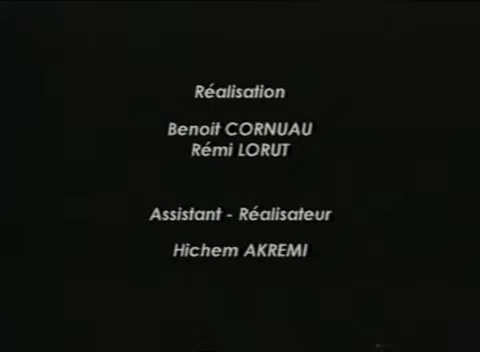 Réalisation
Benoit CORNUAU
Rémi LORUT
Assistant - Réalisateur
Hichem AKREMI